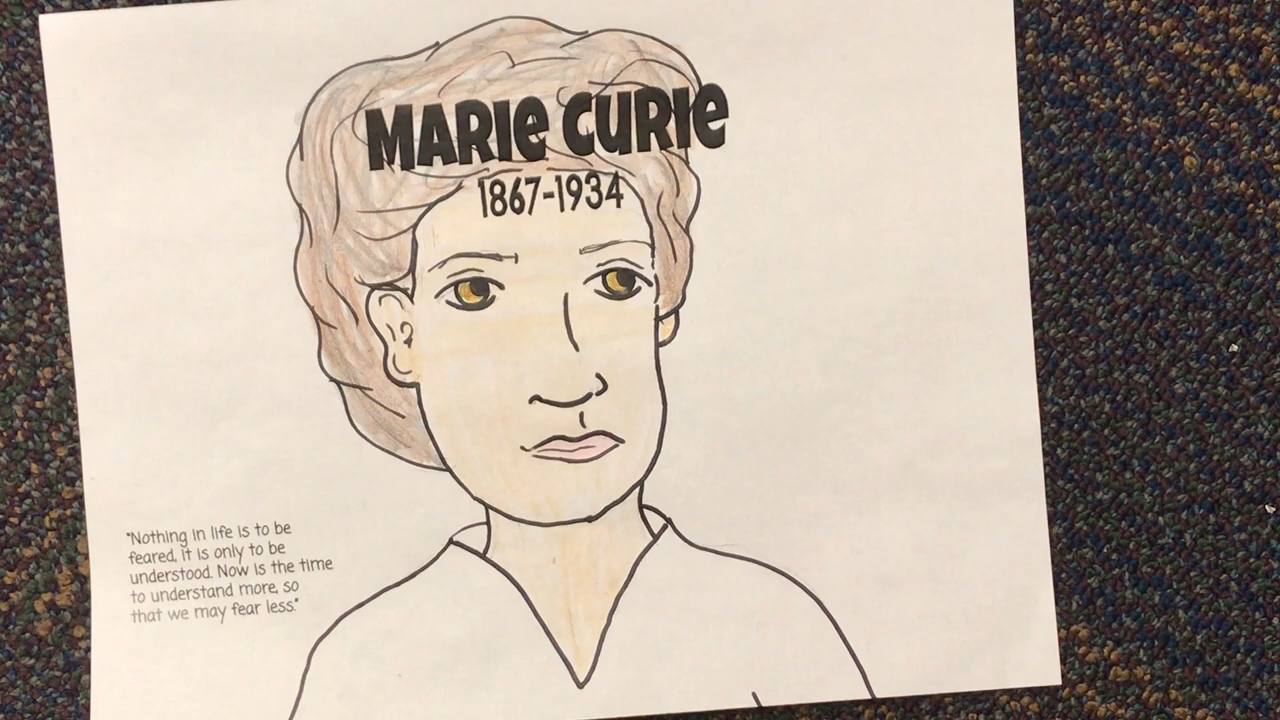 MARIE CURIE
1867-1934
"Nothing in life is to be
feared, it is only to be
understood. Now is the time
to understand more, so
that we may fear less."